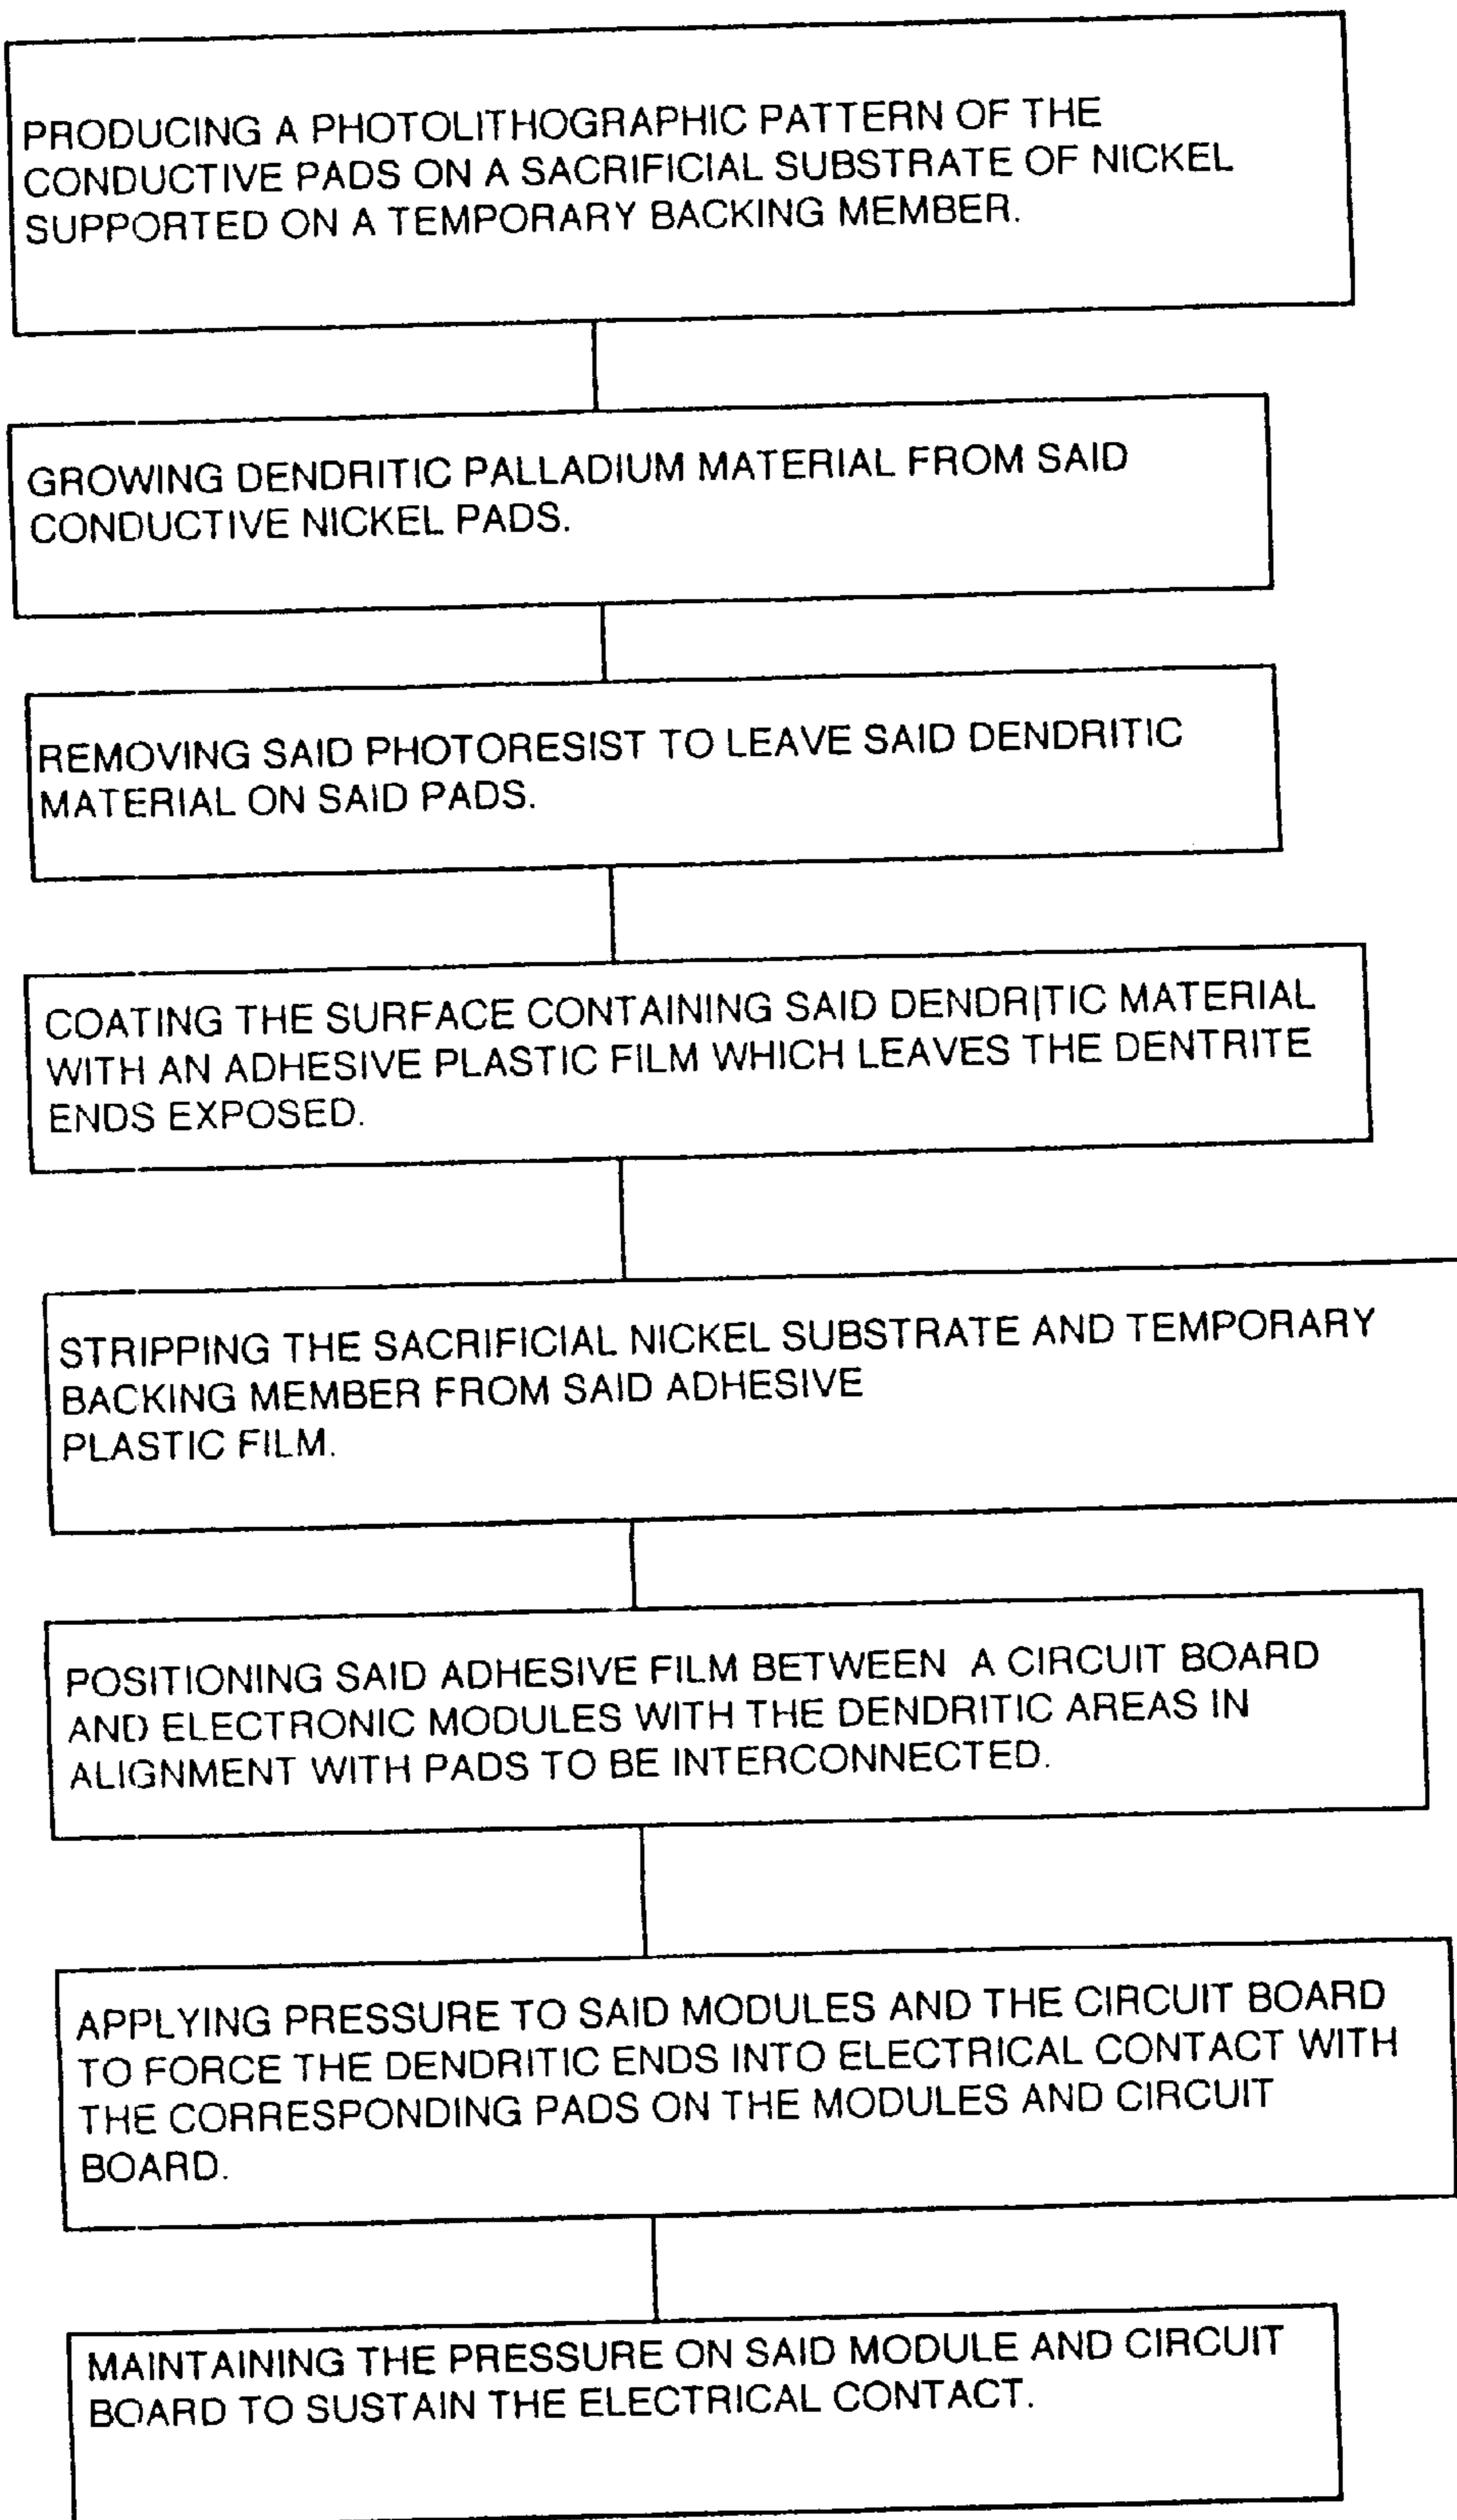 PRODUCING A PHOTOLITHOGRAPHIC PATTERN OF THE
CONDUCTIVE PADS ON A SACRIFICIAL SUBSTRATE OF NICKEL
SUPPORTED ON A TEMPORARY BACKING MEMBER.
GROWING DENDRITIC PALLADIUM MATERIAL FROM SAID
CONDUCTIVE NICKEL PADS.
REMOVING SAID PHOTORESIST TO LEAVE SAID DENDRITIC
MATERIAL ON SAID PADS.
COATING THE SURFACE CONTAINING SAID DENDRITIC MATERIAL
WITH AN ADHESIVE PLASTIC FILM WHICH LEAVES THE DENTRITE
ENDS EXPOSED.
STRIPPING THE SACRIFICIAL NICKEL SUBSTRATE AND TEMPORARY
BACKING MEMBER FROM SAID ADHESIVE
PLASTIC FILM.
POSITIONING SAID ADHESIVE FILM BETWEEN A CIRCUIT BOARD
AND ELECTRONIC MODULES WITH THE DENDRITIC AREAS IN
ALIGNMENT WITH PADS TO BE INTERCONNECTED.
APPLYING PRESSURE TO SAID MODULES AND THE CIRCUIT BOARD
TO FORCE THE DENDRITIC ENDS INTO ELECTRICAL CONTACT WITH
THE CORRESPONDING PADS ON THE MODULES AND CIRCUIT
BOARD.
MAINTAINING THE PRESSURE ON SAID MODULE AND CIRCUIT
BOARD TO SUSTAIN THE ELECTRICAL CONTACT.